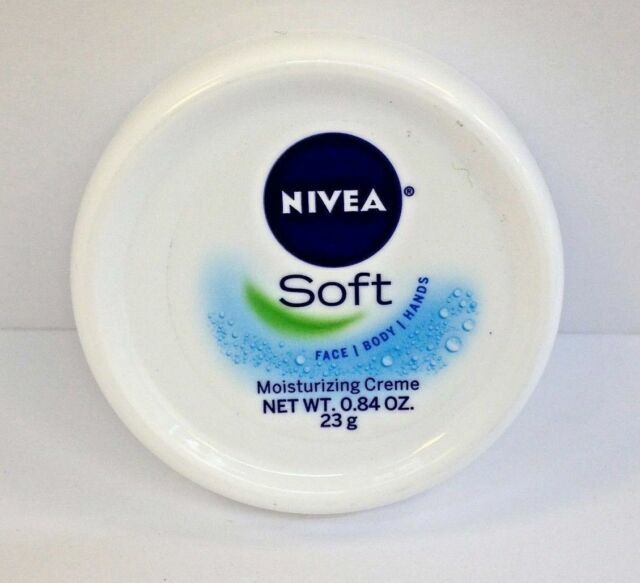 NIVEA®
Soft
FACE | BODY | HANDS
Moisturizing Creme
NET WT. 0.84 OZ.
23 g